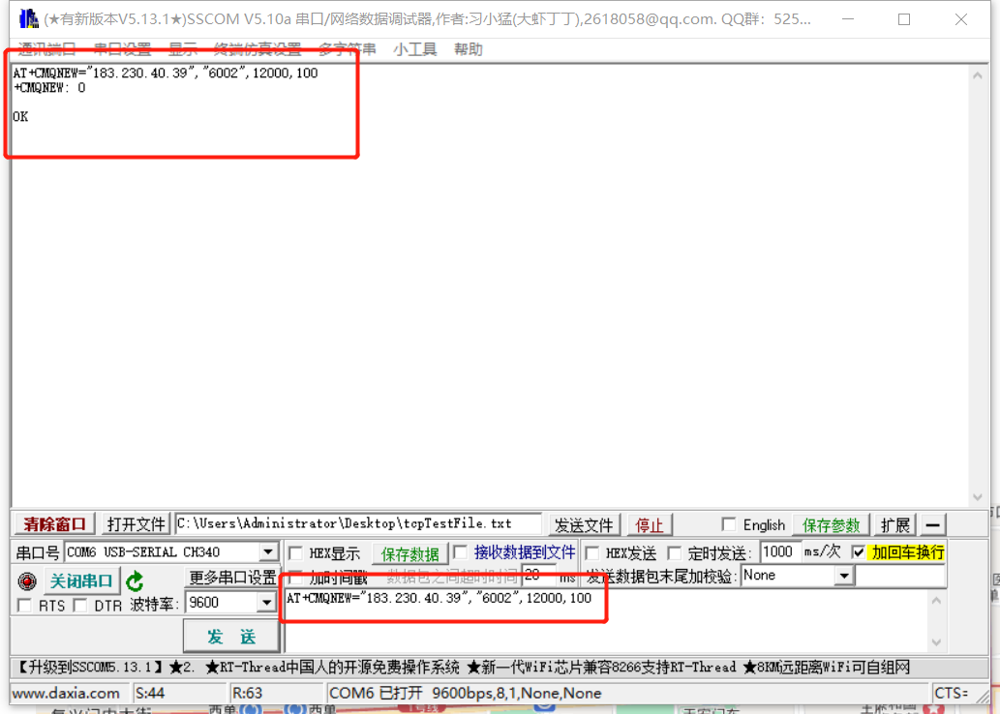 (★有新版本V5.13.1★)SSCOM V5.10a 串口/网络数据调试器,作者:习小猛(大虾丁丁),2618058@qq.com. QQ群: 525...
通讯端口 串口设置 显示 终端仿真设置 多字符串 小工具 帮助
AT+CMQNEW="183.230.40.39","6002",12000,100
+CMQNEW: 0
OK
清除窗口 打开文件 C:\Users\Administrator\Desktop\tcpTestFile.txt 发送文件 停止 English 保存参数 扩展 —
串口号 COM6 USB-SERIAL CH340 HEX显示 保存数据 接收数据到文件 HEX发送 定时发送: 1000 ms/次 加回车换行
关闭串口 更多串口设置 加时间戳 数据包之间超时时间 20 ms 发送数据包末尾加校验: None
RTS DTR 波特率: 9600
AT+CMQNEW="183.230.40.39","6002",12000,100
发 送
【升级到SSCOM5.13.1】★2. ★RT-Thread中国人的开源免费操作系统 ★新一代WiFi芯片兼容8266支持RT-Thread ★8KM远距离WiFi可自组网
www.daxia.com S:44 R:63 COM6 已打开 9600bps,8,1,None,None CTS=